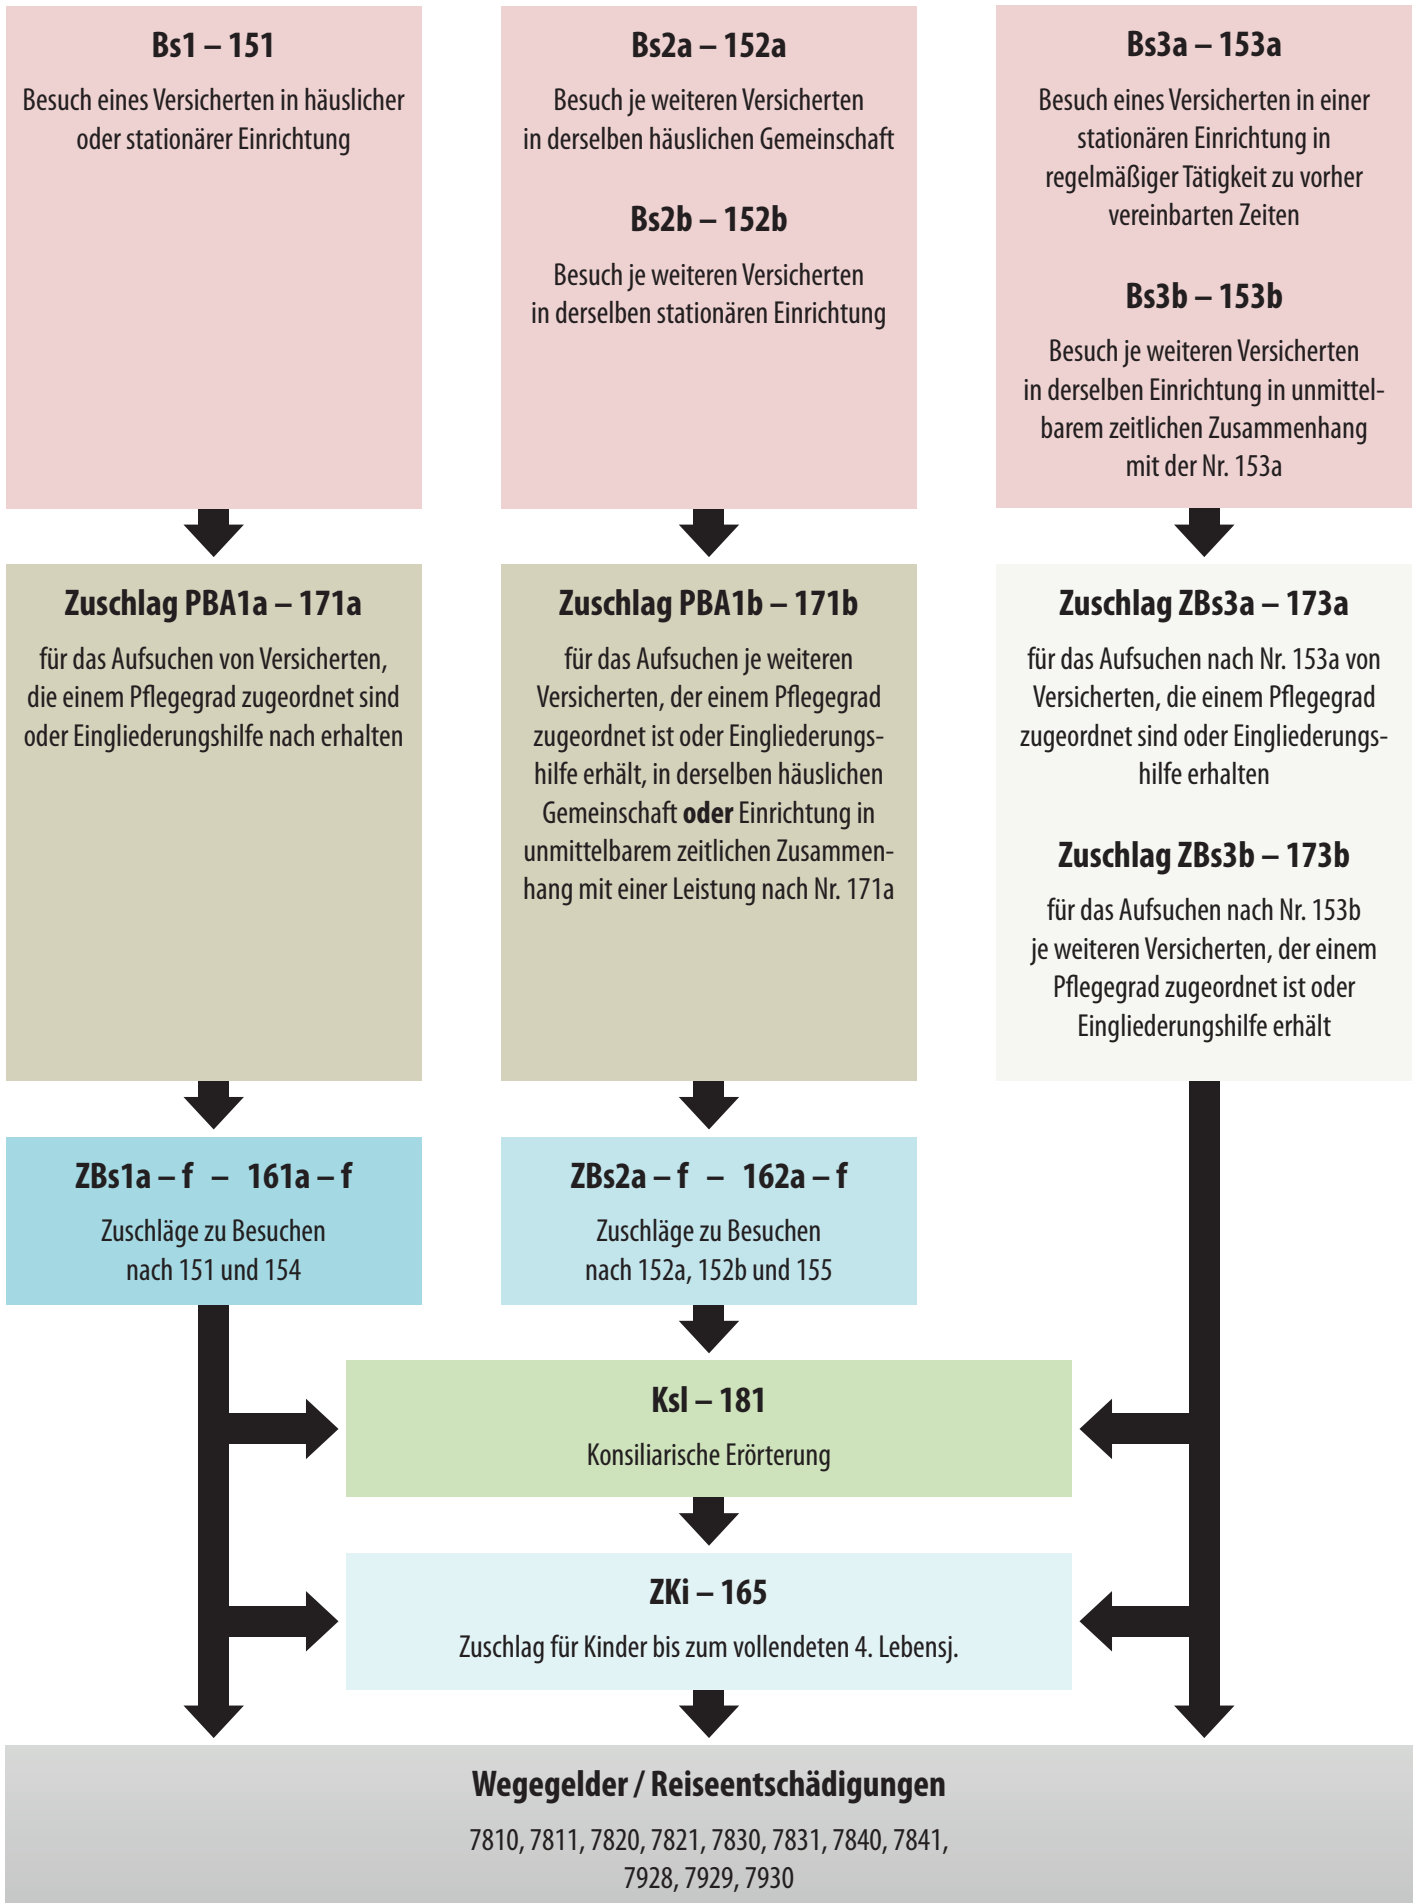 Bs1 – 151
Besuch eines Versicherten in häuslicher
oder stationärer Einrichtung
Bs2a – 152a
Besuch je weiteren Versicherten
in derselben häuslichen Gemeinschaft
Bs2b – 152b
Besuch je weiteren Versicherten
in derselben stationären Einrichtung
Bs3a – 153a
Besuch eines Versicherten in einer
stationären Einrichtung in
regelmäßiger Tätigkeit zu vorher
vereinbarten Zeiten
Bs3b – 153b
Besuch je weiteren Versicherten
in derselben Einrichtung in unmittel-
barem zeitlichen Zusammenhang
mit der Nr. 153a
Zuschlag PBA1a – 171a
für das Aufsuchen von Versicherten,
die einem Pflegegrad zugeordnet sind
oder Eingliederungshilfe nach erhalten
Zuschlag PBA1b – 171b
für das Aufsuchen je weiteren
Versicherten, der einem Pflegegrad
zugeordnet ist oder Eingliederungs-
hilfe erhält, in derselben häuslichen
Gemeinschaft oder Einrichtung in
unmittelbarem zeitlichen Zusammen-
hang mit einer Leistung nach Nr. 171a
Zuschlag ZBs3a – 173a
für das Aufsuchen nach Nr. 153a von
Versicherten, die einem Pflegegrad
zugeordnet sind oder Eingliederungs-
hilfe erhalten
Zuschlag ZBs3b – 173b
für das Aufsuchen nach Nr. 153b
je weiteren Versicherten, der einem
Pflegegrad zugeordnet ist oder
Eingliederungshilfe erhält
ZBs1a – f – 161a – f
Zuschläge zu Besuchen
nach 151 und 154
ZBs2a – f – 162a – f
Zuschläge zu Besuchen
nach 152a, 152b und 155
Ksl – 181
Konsiliarische Erörterung
ZKi – 165
Zuschlag für Kinder bis zum vollendeten 4. Lebensj.
Wegegelder / Reiseentschädigungen
7810, 7811, 7820, 7821, 7830, 7831, 7840, 7841,
7928, 7929, 7930